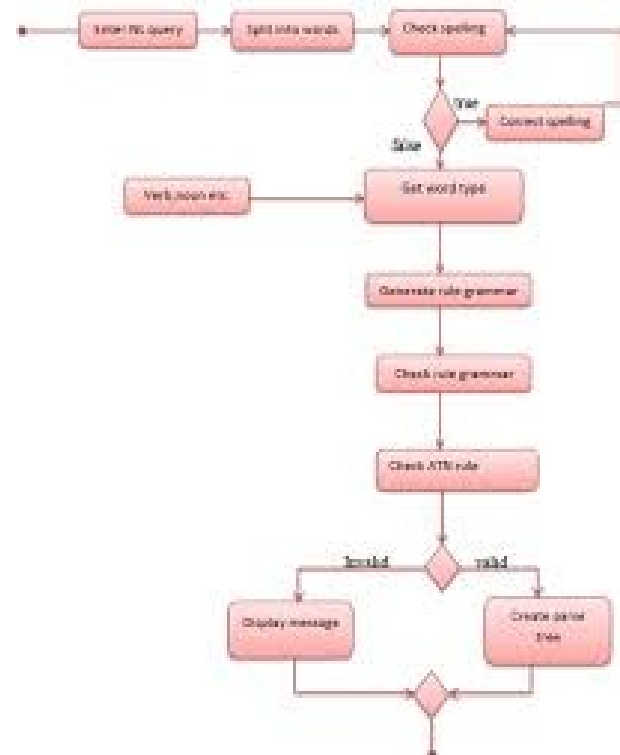 Enter NL query
Split into words
Check spelling
true
Correct spelling
false
Get word type
Verb,noun etc.
Generate rule grammar
Check rule grammar
Check ATN rule
Invalid
valid
Display message
Create parse
tree